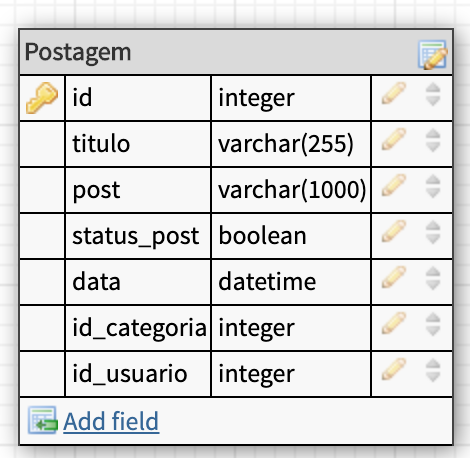 Postagem
id integer
titulo varchar(255)
post varchar(1000)
status_post boolean
data datetime
id_categoria integer
id_usuario integer
Add field